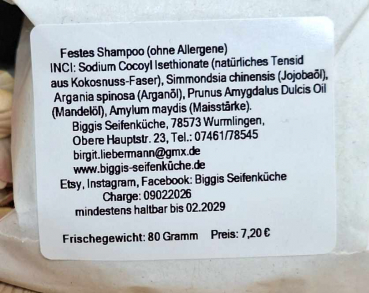 Festes Shampoo (ohne Allergene)
INCI: Sodium Cocoyl Isethionate (natürliches Tensid
aus Kokosnuss-Faser), Simmondsia chinensis (Jojobaöl),
Argania spinosa (Arganöl), Prunus Amygdalus Dulcis Oil
(Mandelöl), Amylum maydis (Maisstärke).
Biggis Seifenküche, 78573 Wurmlingen,
Obere Hauptstr. 23, Tel.: 07461/78545
birgit.liebermann@gmx.de
www.biggis-seifenküche.de
Etsy, Instagram, Facebook: Biggis Seifenküche
Charge: 09022026
mindestens haltbar bis 02.2029
Frischegewicht: 80 Gramm Preis: 7,20 €